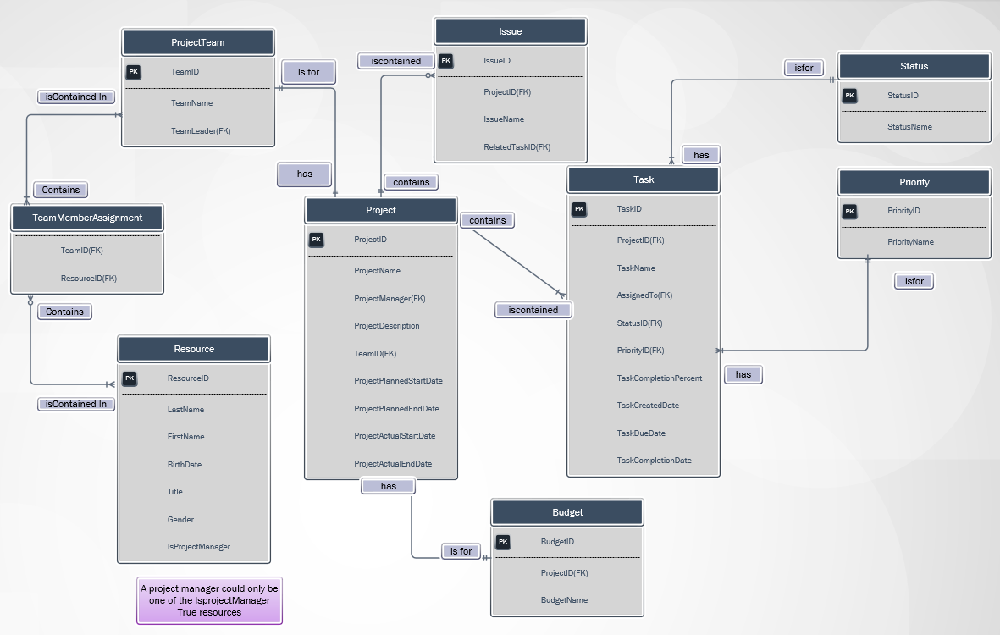 ProjectTeam
PK
TeamID
TeamName
TeamLeader(FK)
Is for
has
isContained In
Contains
TeamMemberAssignment
TeamID(FK)
ResourceID(FK)
Contains
isContained In
Resource
PK
ResourceID
LastName
FirstName
BirthDate
Title
Gender
IsProjectManager
A project manager could only be
one of the IsprojectManager
True resources
Issue
iscontained
PK
IssueID
ProjectID(FK)
IssueName
RelatedTaskID(FK)
contains
Project
PK
ProjectID
ProjectName
ProjectManager(FK)
ProjectDescription
TeamID(FK)
ProjectPlannedStartDate
ProjectPlannedEndDate
ProjectActualStartDate
ProjectActualEndDate
has
contains
iscontained
Is for
Budget
PK
BudgetID
ProjectID(FK)
BudgetName
Task
PK
TaskID
ProjectID(FK)
TaskName
AssignedTo(FK)
StatusID(FK)
PriorityID(FK)
TaskCompletionPercent
TaskCreatedDate
TaskDueDate
TaskCompletionDate
has
isfor
Status
PK
StatusID
StatusName
Priority
PK
PriorityID
PriorityName
isfor
has